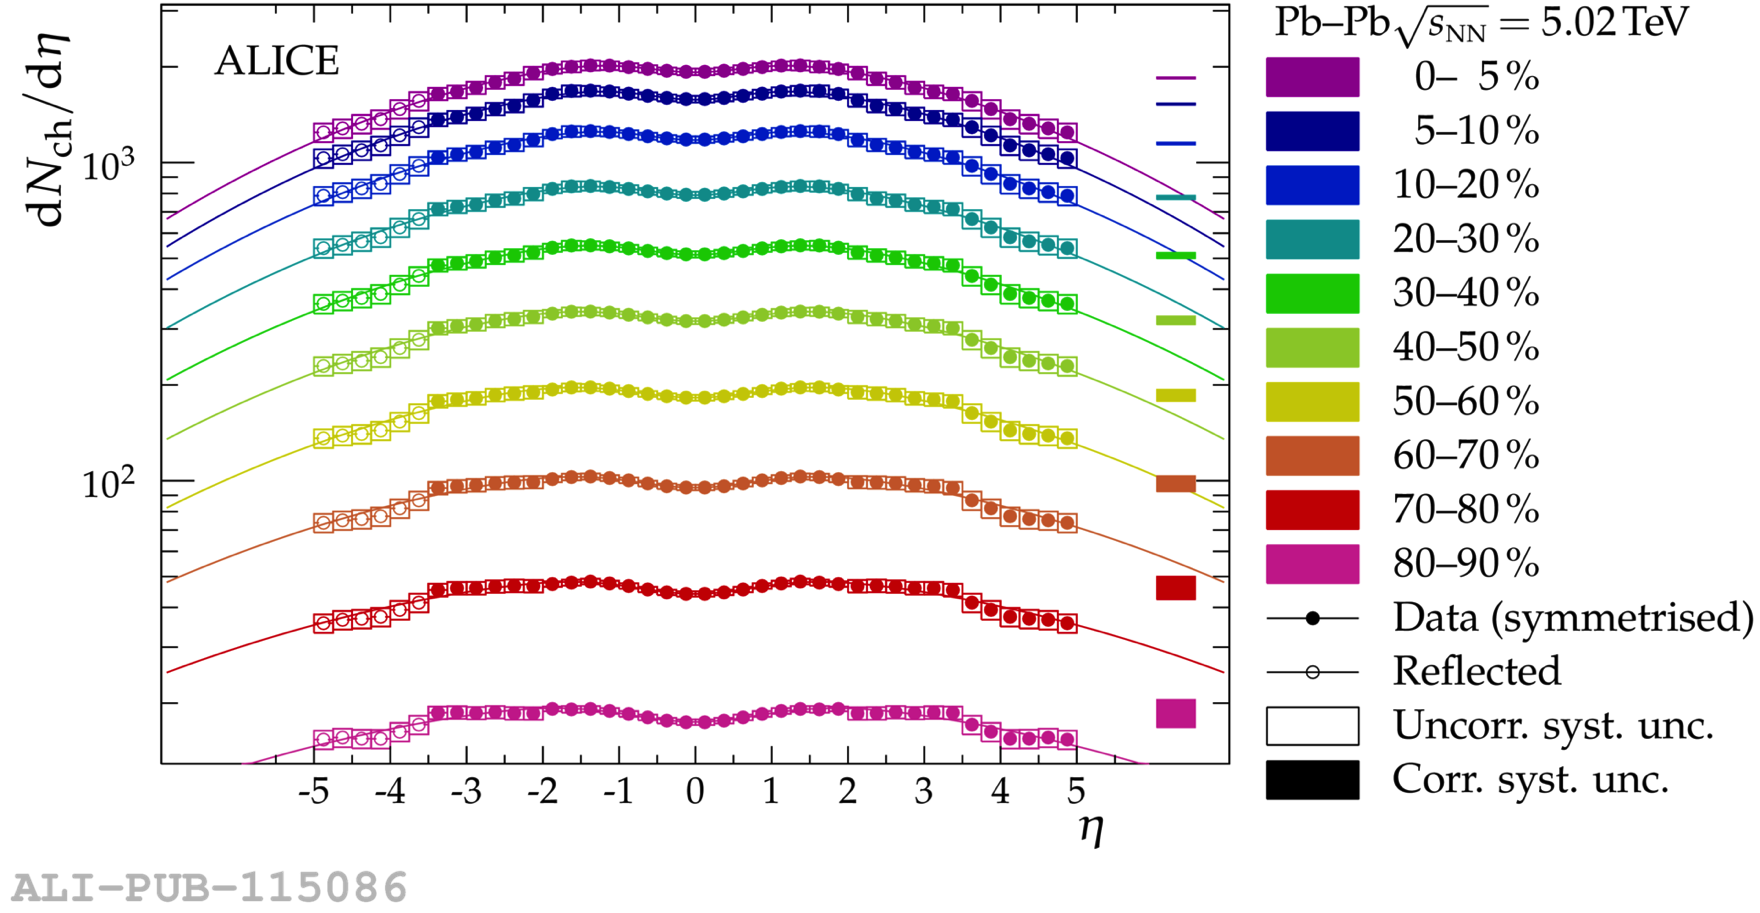 dN_ch/dη
ALICE
10³
10²
-5 -4 -3 -2 -1 0 1 2 3 4 5
η
Pb–Pb √s_NN = 5.02 TeV
0– 5 %
5–10 %
10–20 %
20–30 %
30–40 %
40–50 %
50–60 %
60–70 %
70–80 %
80–90 %
Data (symmetrised)
Reflected
Uncorr. syst. unc.
Corr. syst. unc.
ALI-PUB-115086